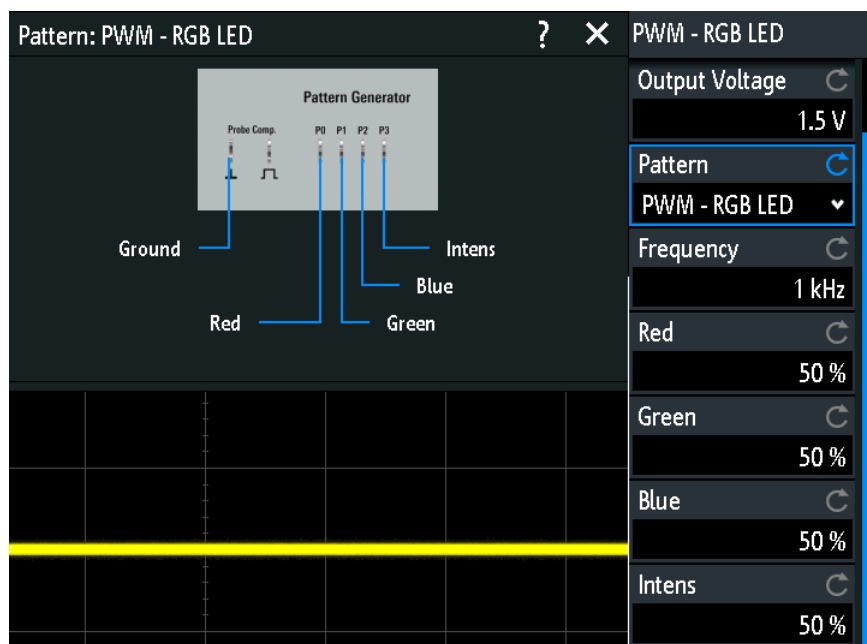 Pattern: PWM - RGB LED
?
Pattern Generator
Probe Comp.
P0 P1 P2 P3
Ground
Intens
Blue
Red
Green
PWM - RGB LED
Output Voltage
1.5 V
Pattern
PWM - RGB LED
Frequency
1 kHz
Red
50 %
Green
50 %
Blue
50 %
Intens
50 %